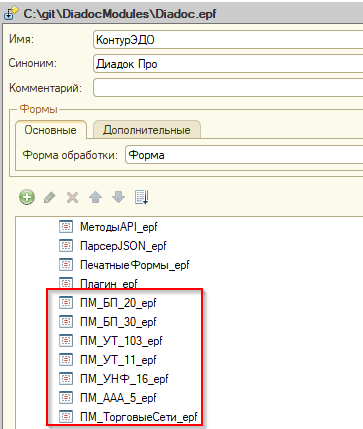 C:\git\DiadocModules\Diadoc.epf
Имя: КонтурЭДО
Синоним: Диадок Про
Комментарий:
Формы
Основные Дополнительные
Форма обработки: Форма
МетодыAPI_epf
ПарсерJSON_epf
ПечатныеФормы_epf
Плагин_epf
ПМ_БП_20_epf
ПМ_БП_30_epf
ПМ_УТ_103_epf
ПМ_УТ_11_epf
ПМ_УНФ_16_epf
ПМ_ААА_5_epf
ПМ_ТорговыеСети_epf